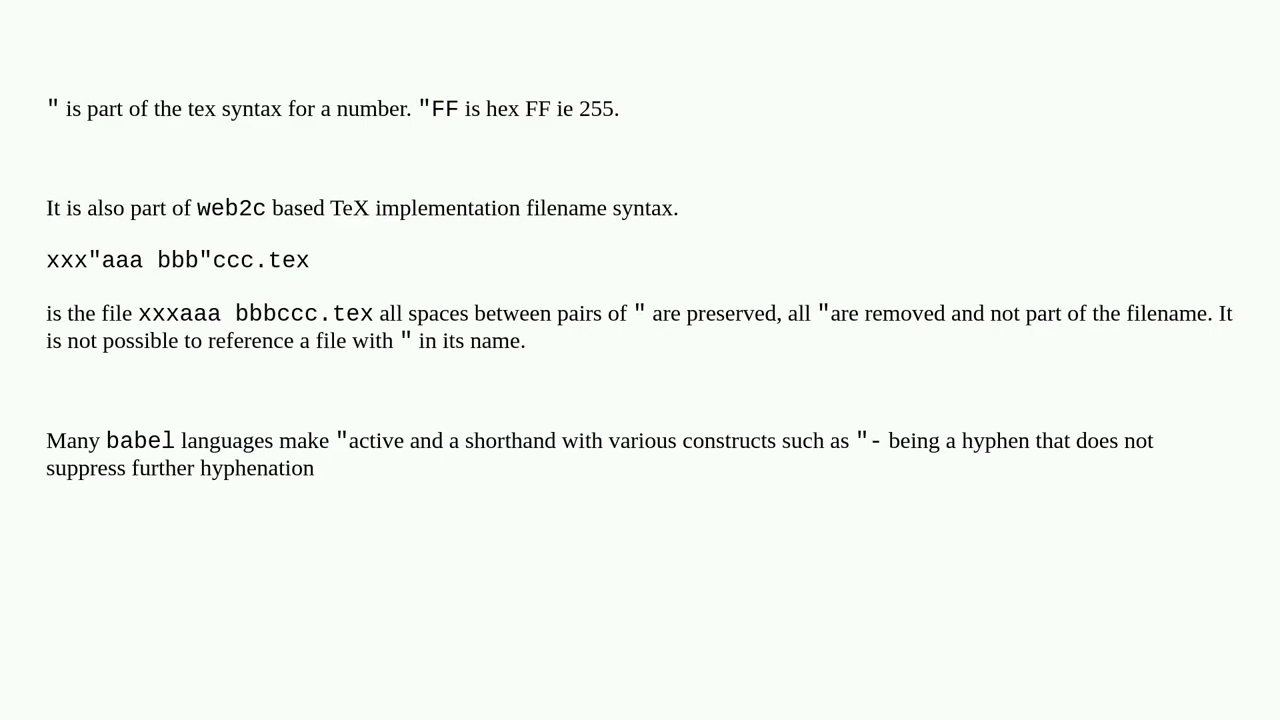 " is part of the tex syntax for a number. "FF is hex FF ie 255.
It is also part of web2c based TeX implementation filename syntax.
xxx"aaa bbb"ccc.tex
is the file xxxaaa bbbccc.tex all spaces between pairs of " are preserved, all "are removed and not part of the filename. It
is not possible to reference a file with " in its name.
Many babel languages make "active and a shorthand with various constructs such as "- being a hyphen that does not
suppress further hyphenation